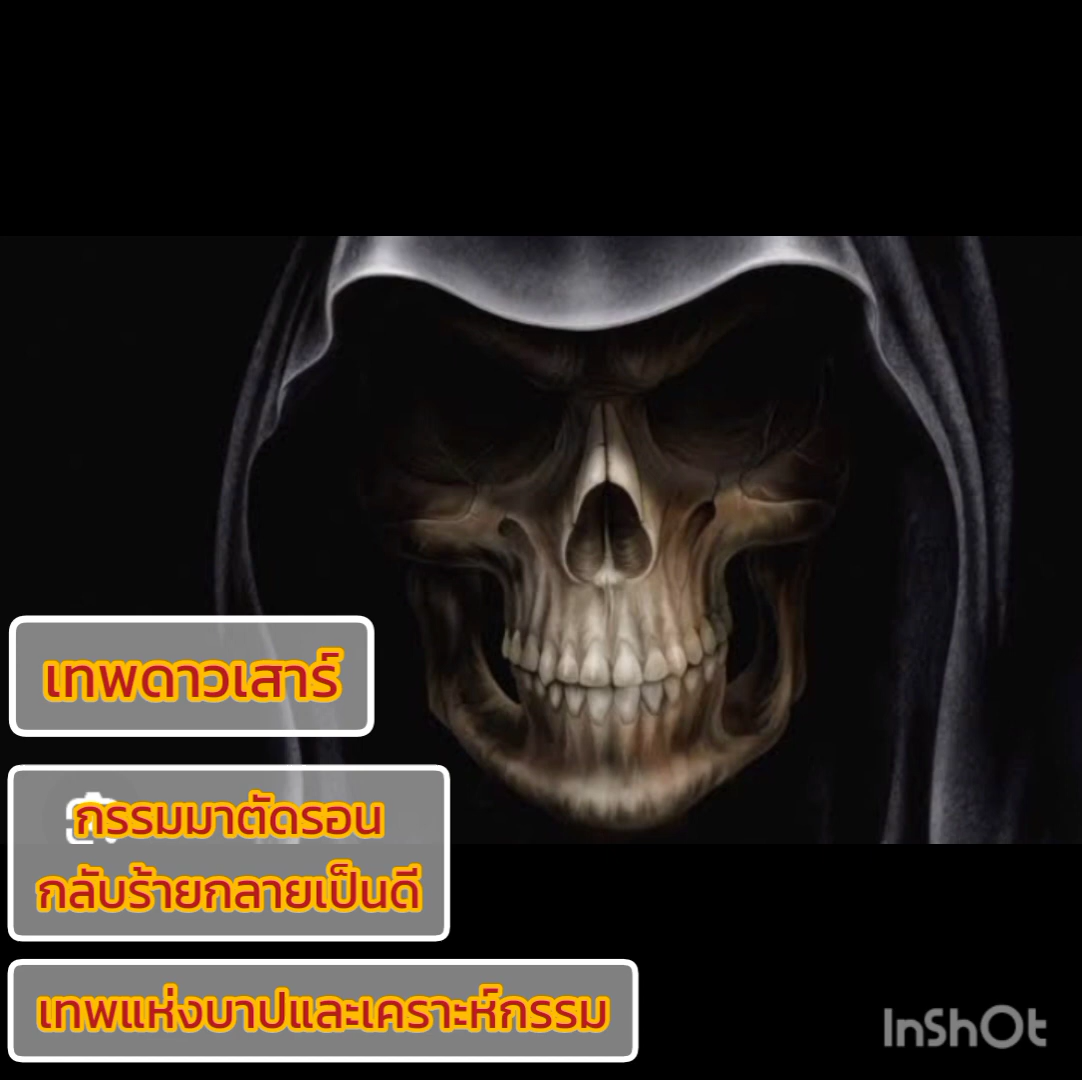 เทพดาวเสาร์
กรรมมาตัดรอน
กลับร้ายกลายเป็นดี
เทพแห่งบาปและเคราะห์กรรม
InShOt